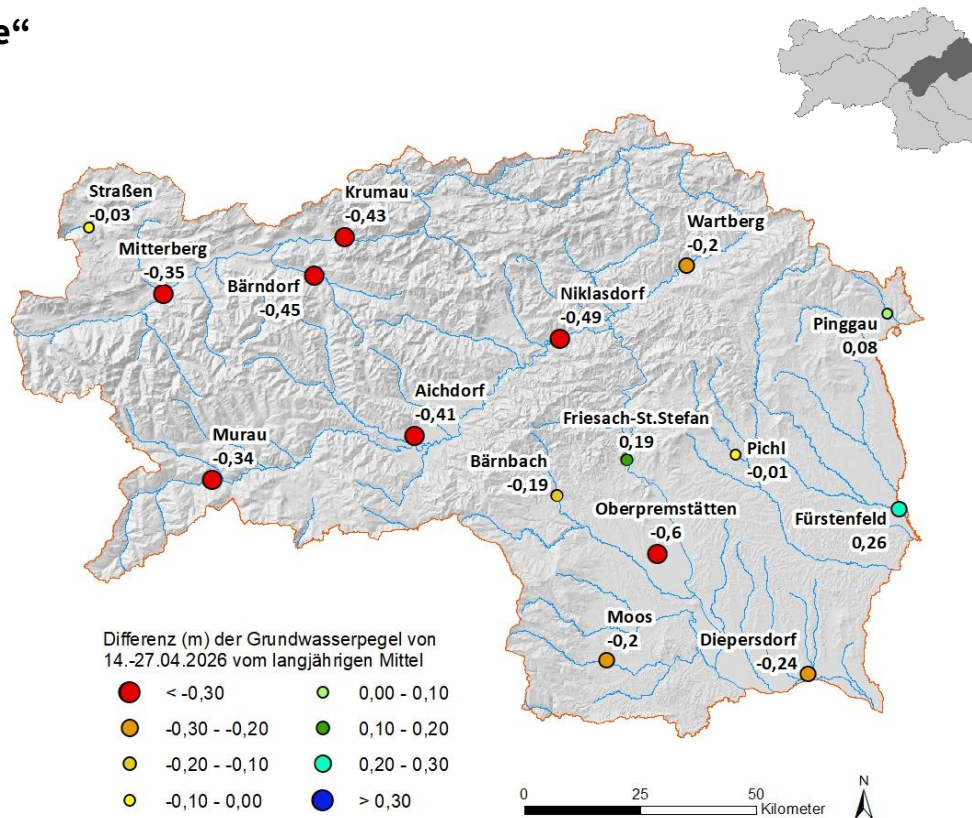 e“
Straßen
-0,03
Krumau
-0,43
Wartberg
-0,2
Mitterberg
-0,35
Bärndorf
-0,45
Niklasdorf
-0,49
Pinggau
0,08
Aichdorf
-0,41
Friesach-St.Stefan
0,19
Murau
-0,34
Bärnbach
-0,19
Pichl
-0,01
Oberpremstätten
-0,6
Fürstenfeld
0,26
Moos
-0,2
Diepersdorf
-0,24
Differenz (m) der Grundwasserpegel von
14.-27.04.2026 vom langjährigen Mittel
< -0,30
-0,30 - -0,20
-0,20 - -0,10
-0,10 - 0,00
0,00 - 0,10
0,10 - 0,20
0,20 - 0,30
> 0,30
0 25 50
Kilometer
N